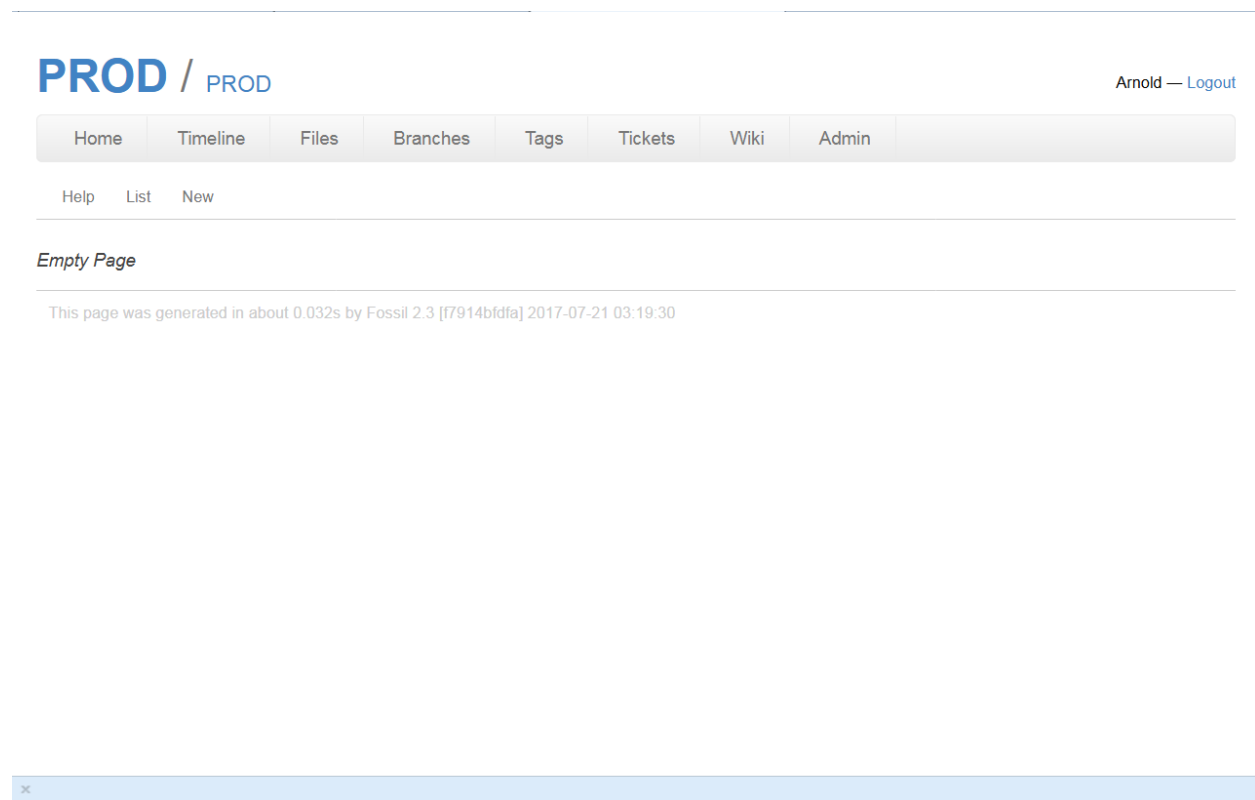 PROD / PROD
Arnold — Logout
Home Timeline Files Branches Tags Tickets Wiki Admin
Help List New
Empty Page
This page was generated in about 0.032s by Fossil 2.3 [f7914bfdfa] 2017-07-21 03:19:30